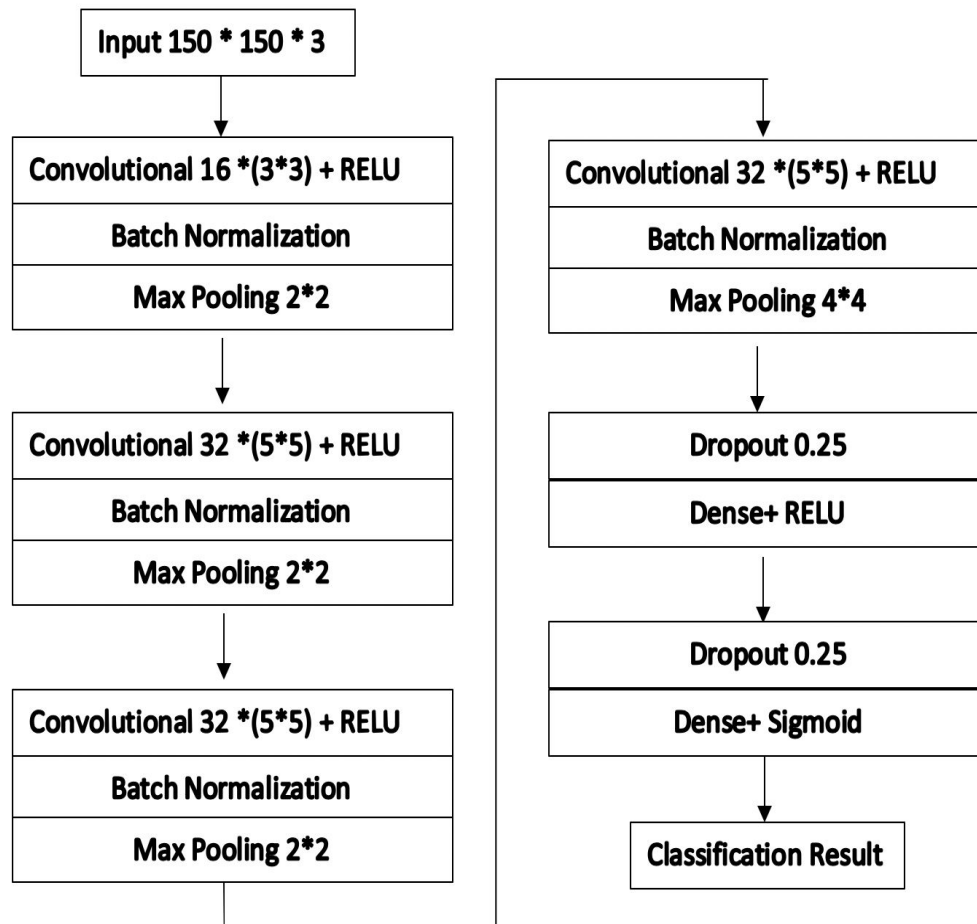 Input 150 * 150 * 3
Convolutional 16 *(3*3) + RELU
Batch Normalization
Max Pooling 2*2
Convolutional 32 *(5*5) + RELU
Batch Normalization
Max Pooling 2*2
Convolutional 32 *(5*5) + RELU
Batch Normalization
Max Pooling 2*2
Convolutional 32 *(5*5) + RELU
Batch Normalization
Max Pooling 4*4
Dropout 0.25
Dense+ RELU
Dropout 0.25
Dense+ Sigmoid
Classification Result